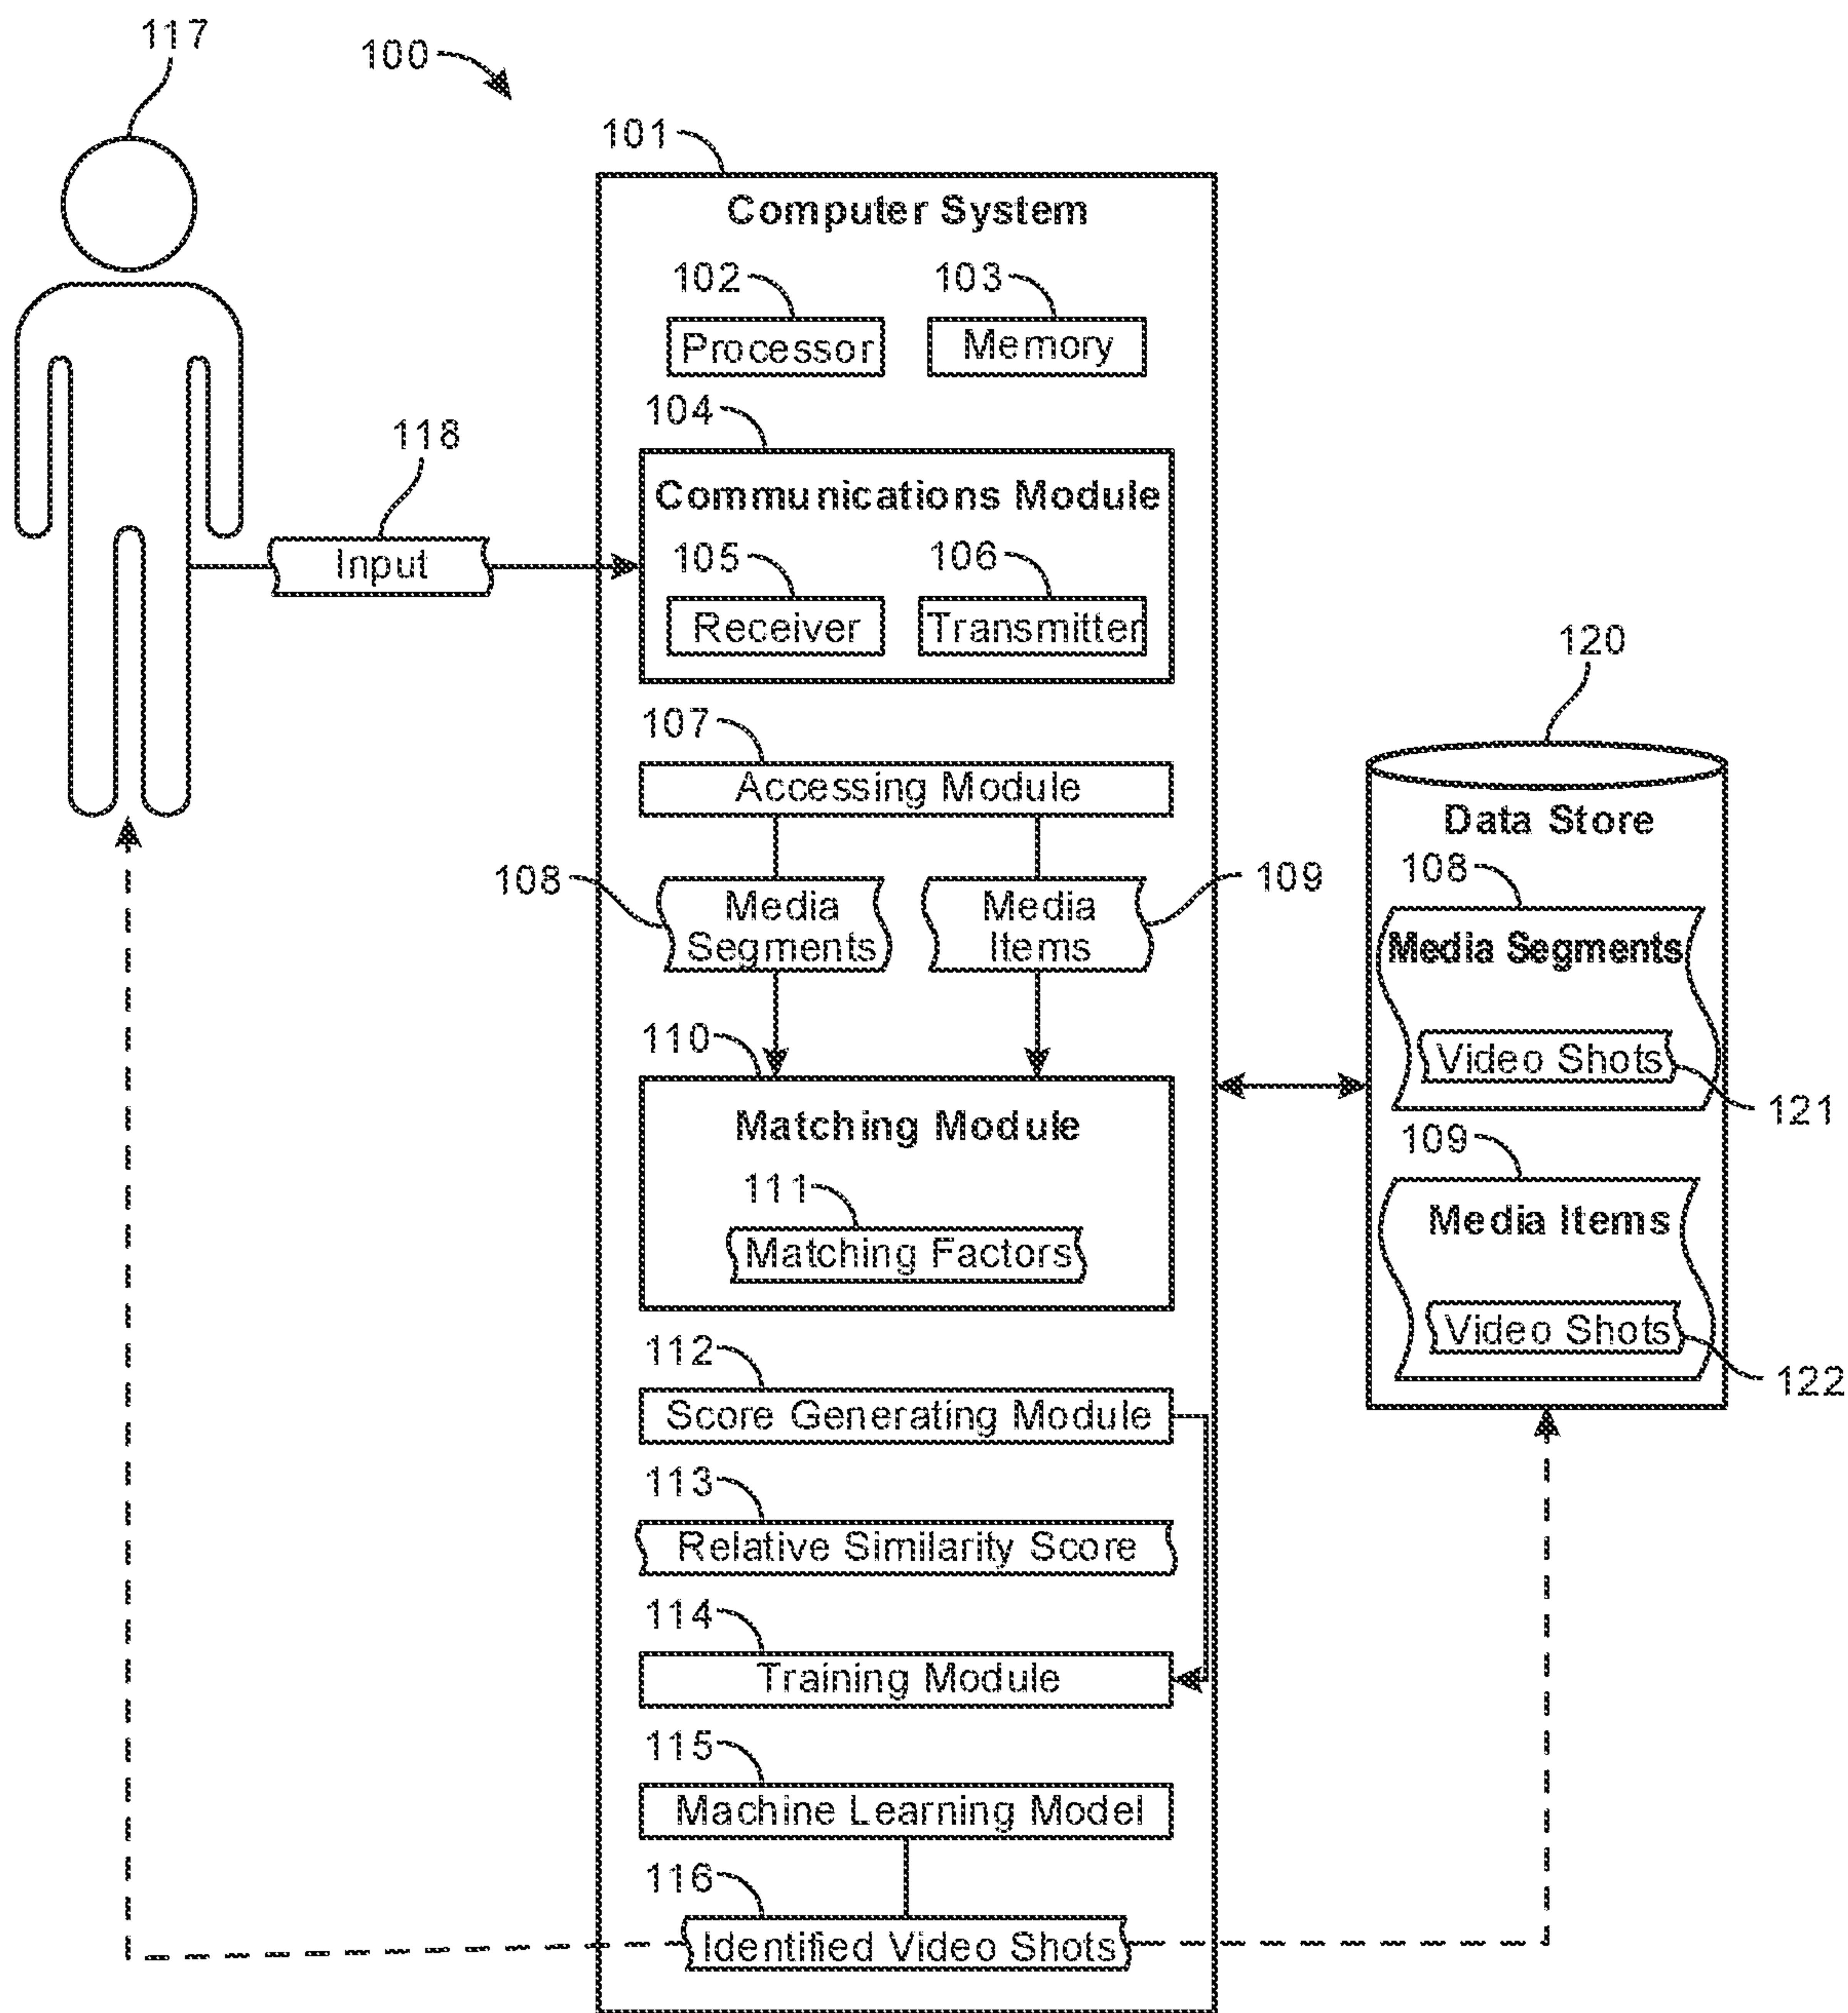 117
100
101
Computer System
102
103
Processor
Memory
104
118
Communications Module
Input
105
106
Receiver
Transmitter
120
107
Accessing Module
Data Store
108
109
108
Media
Segments
Media
Items
Media Segments
110
Video Shots
121
Matching Module
109
111
Media Items
Matching Factors
Video Shots
112
122
Score Generating Module
113
Relative Similarity Score
114
Training Module
115
Machine Learning Model
116
Identified Video Shots